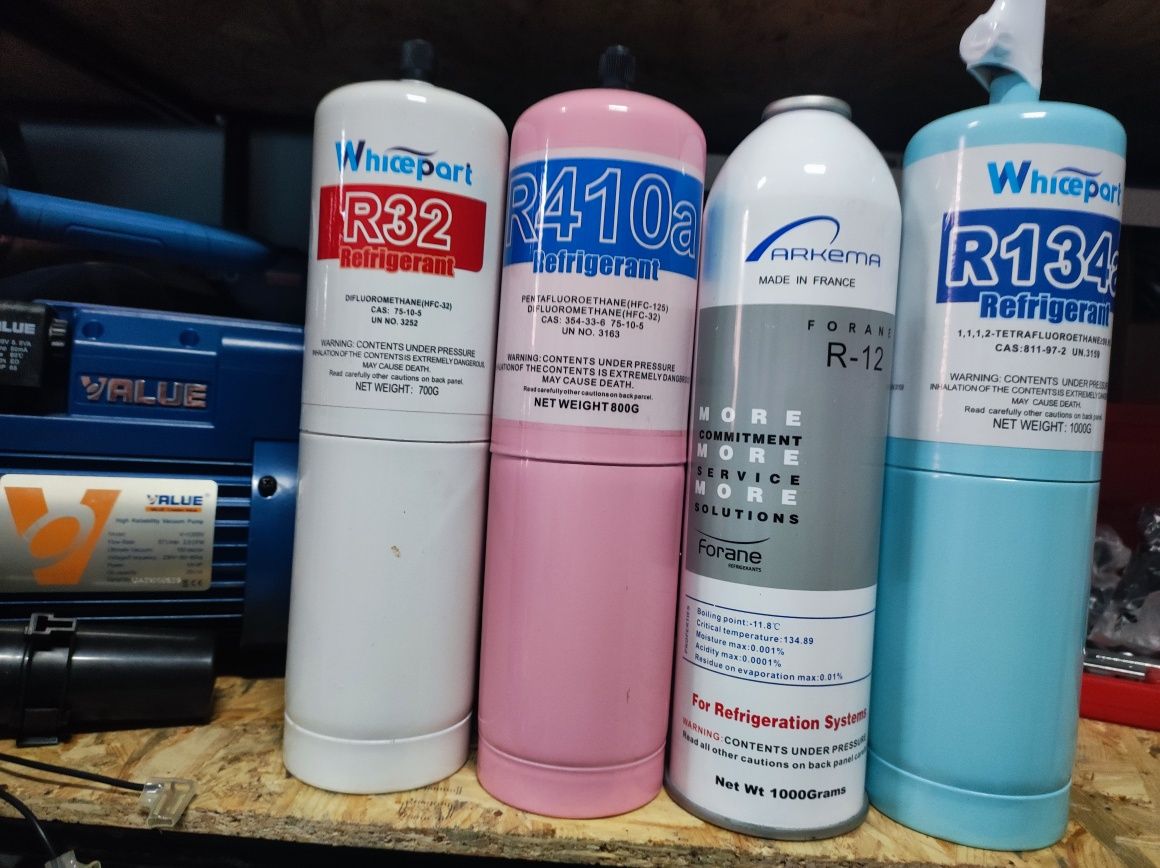 Whicepart
R32
Refrigerant
DIFLUOROMETHANE(HFC-32)
CAS: 75-10-5
UN NO. 3252
WARNING: CONTENTS UNDER PRESSURE
INHALATION OF THE CONTENTS IS EXTREMELY DANGEROUS.
MAY CAUSE DEATH.
Read carefully other cautions on back panel.
NET WEIGHT: 700G
R410a
Refrigerant
PENTAFLUOROETHANE(HFC-125)
DIFLUOROMETHANE(HFC-32)
CAS: 354-33-6 75-10-5
UN NO. 3163
WARNING: CONTENTS UNDER PRESSURE
CONTENTS IS EXTREMELY
MAY CAUSE DEATH.
Read carefully other cautions on back parcel.
NET WEIGHT 800G
ARKEMA
MADE IN FRANCE
FORANE
R-12
MORE
COMMITMENT
MORE
SERVICE
MORE
SOLUTIONS
Forane
REFRIGERANTS
PROPERTIES
Boiling point:-11.8℃
Critical temperature:134.89
Moisture max:0.001%
Acidity max:0.0001%
Residue on evaporation max:0.01%
For Refrigeration Systems
WARNING:CONTENTS UNDER PRESSURE
Read all other cautions on back panel
Net Wt 1000Grams
Whicepart
R134a
Refrigerant
1,1,1,2-TETRAFLUOROETHANE
CAS:811-97-2 UN.3159
WARNING: CONTENTS UNDER
INHALATION OF THE CONTENTS IS EXTREMELY
MAY CAUSE DEATH.
Read carefully other cautions on back panel.
NET WEIGHT: 1000G
VALUE
VALUE
High Reliability Vacuum Pump